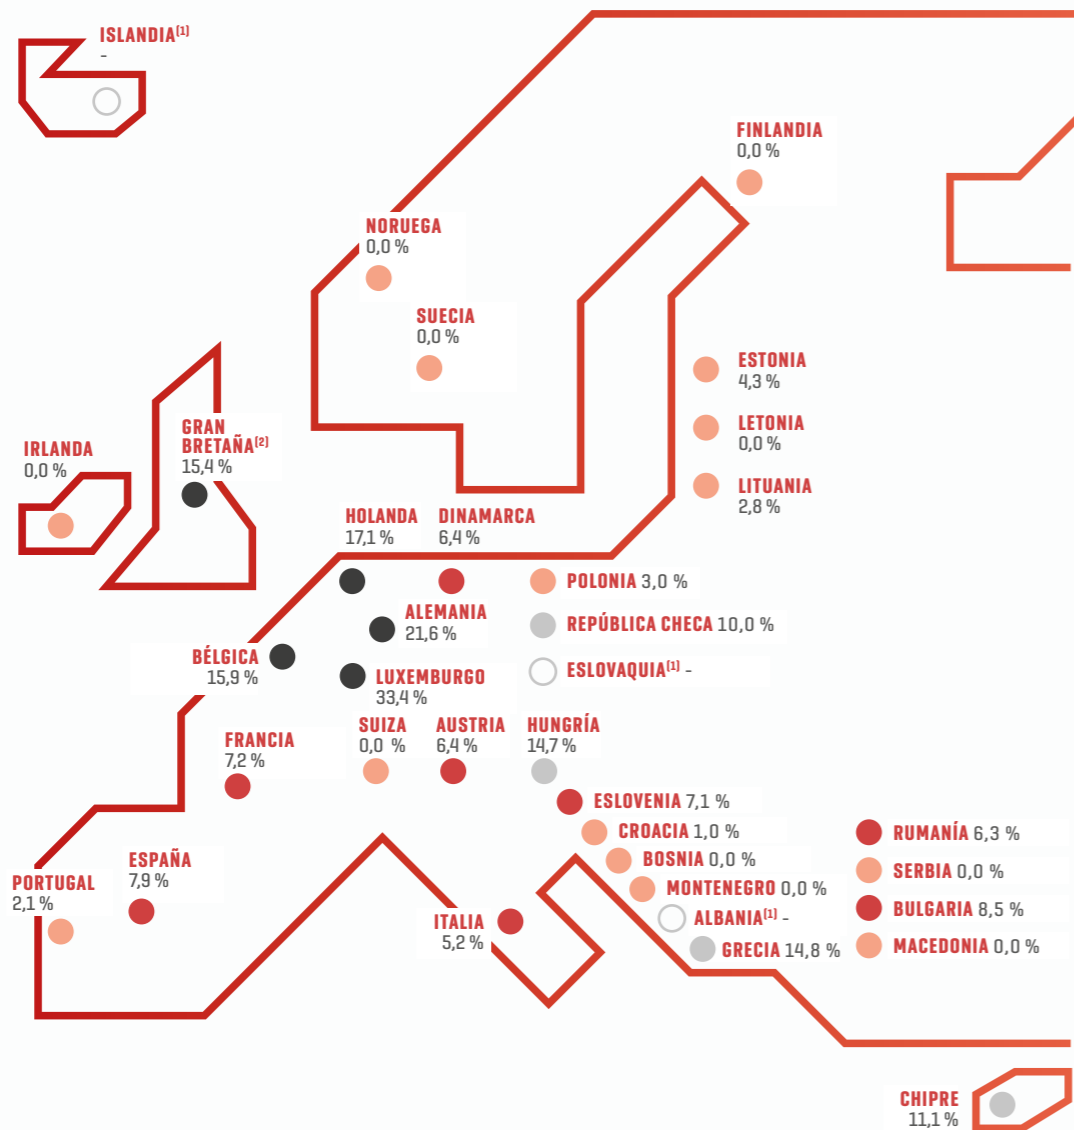 ISLANDIA(1)
-
FINLANDIA
0,0 %
NORUEGA
0,0 %
SUECIA
0,0 %
ESTONIA
4,3 %
LETONIA
0,0 %
LITUANIA
2,8 %
IRLANDA
0,0 %
GRAN
BRETAÑA(2)
15,4 %
HOLANDA
17,1 %
DINAMARCA
6,4 %
POLONIA 3,0 %
ALEMANIA
21,6 %
REPÚBLICA CHECA 10,0 %
BÉLGICA
15,9 %
LUXEMBURGO
33,4 %
ESLOVAQUIA(1) -
FRANCIA
7,2 %
SUIZA
0,0 %
AUSTRIA
6,4 %
HUNGRÍA
14,7 %
ESLOVENIA 7,1 %
CROACIA 1,0 %
BOSNIA 0,0 %
MONTENEGRO 0,0 %
ALBANIA(1) -
GRECIA 14,8 %
RUMANÍA 6,3 %
SERBIA 0,0 %
BULGARIA 8,5 %
MACEDONIA 0,0 %
ESPAÑA
7,9 %
PORTUGAL
2,1 %
ITALIA
5,2 %
CHIPRE
11,1 %